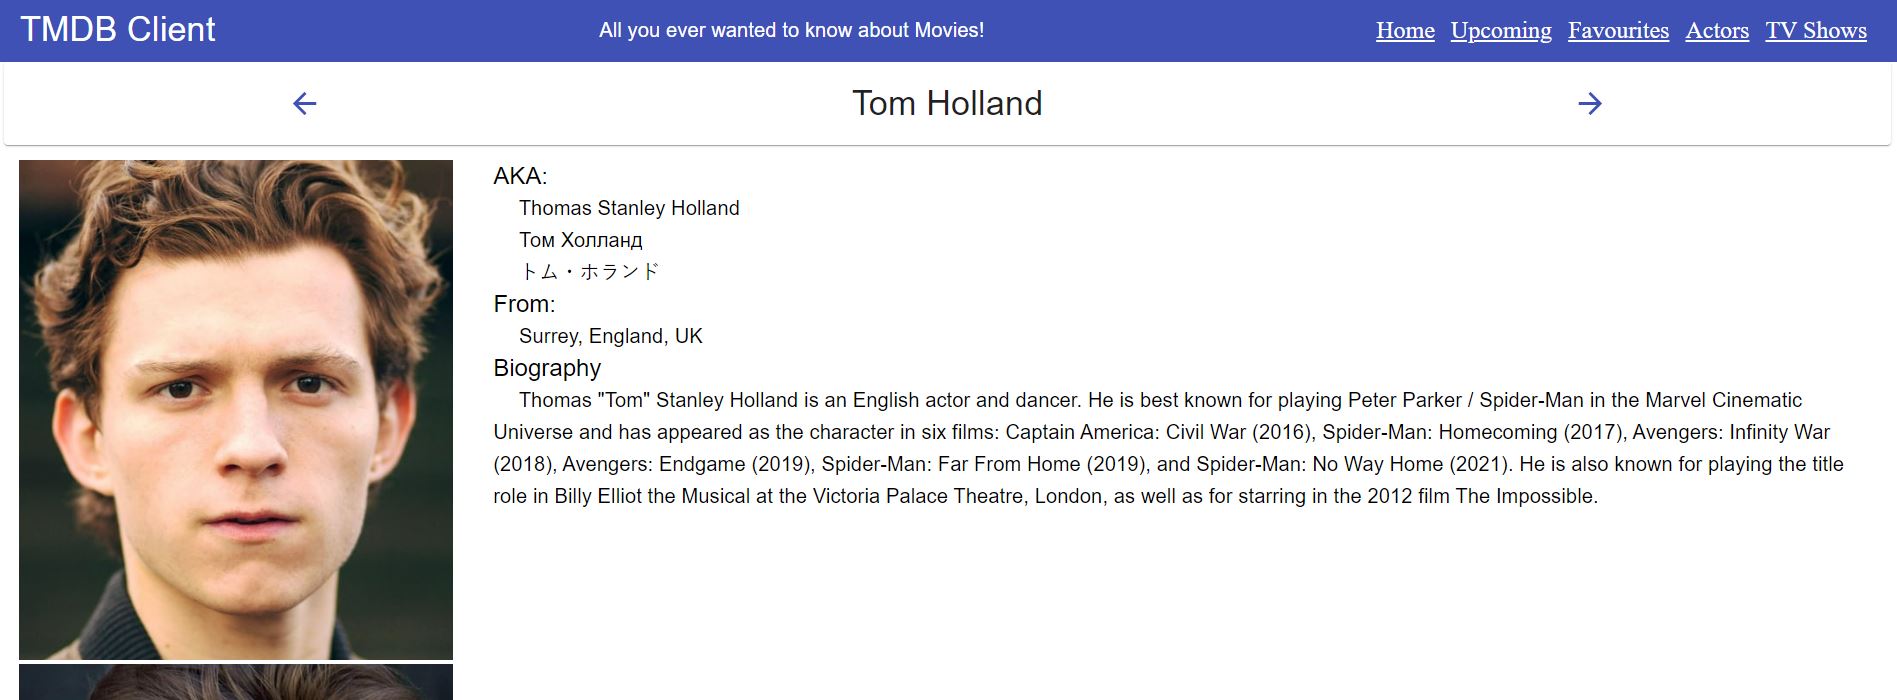 TMDB Client
All you ever wanted to know about Movies!
Home Upcoming Favourites Actors TV Shows
Tom Holland
AKA:
Thomas Stanley Holland
Том Холланд
トム・ホランド
From:
Surrey, England, UK
Biography
Thomas "Tom" Stanley Holland is an English actor and dancer. He is best known for playing Peter Parker / Spider-Man in the Marvel Cinematic
Universe and has appeared as the character in six films: Captain America: Civil War (2016), Spider-Man: Homecoming (2017), Avengers: Infinity War
(2018), Avengers: Endgame (2019), Spider-Man: Far From Home (2019), and Spider-Man: No Way Home (2021). He is also known for playing the title
role in Billy Elliot the Musical at the Victoria Palace Theatre, London, as well as for starring in the 2012 film The Impossible.